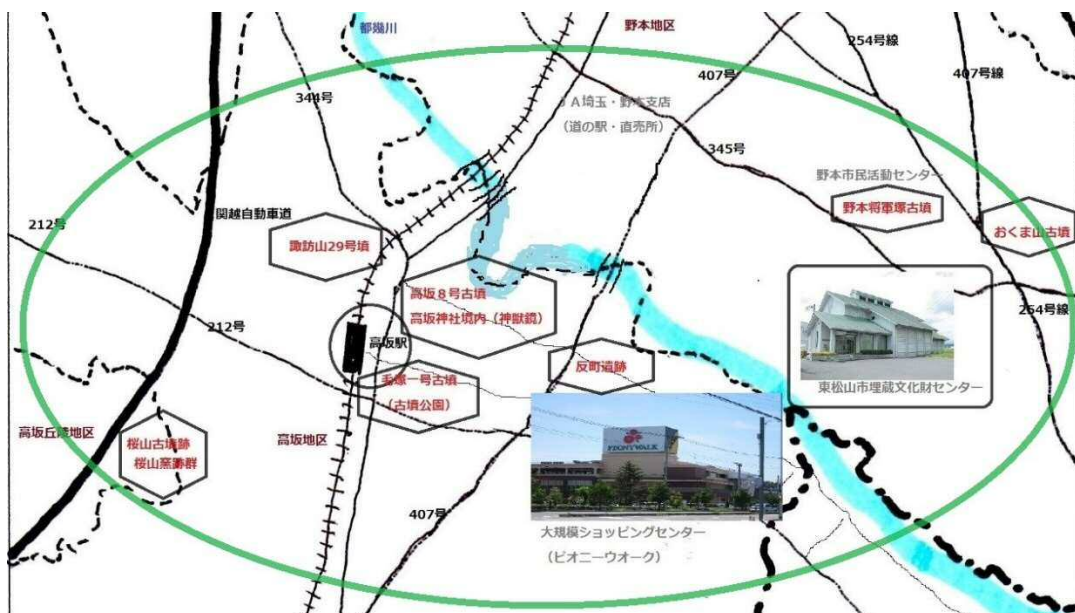 都幾川
野本地区
254号線
407号
407号線
344号
JA埼玉・野本支店
(道の駅・直売所)
345号
野本市民活動センター
野本将軍塚古墳
おくま山古墳
関越自動車道
212号
諏訪山29号墳
高坂8号古墳
高坂神社境内(神獣鏡)
254号線
212号
高坂駅
反町遺跡
毛塚一号古墳
(古墳公園)
東松山市埋蔵文化財センター
PEONYWALK
高坂丘陵地区
桜山古墳跡
桜山窯跡群
高坂地区
407号
大規模ショッピングセンター
(ピオニーウオーク)